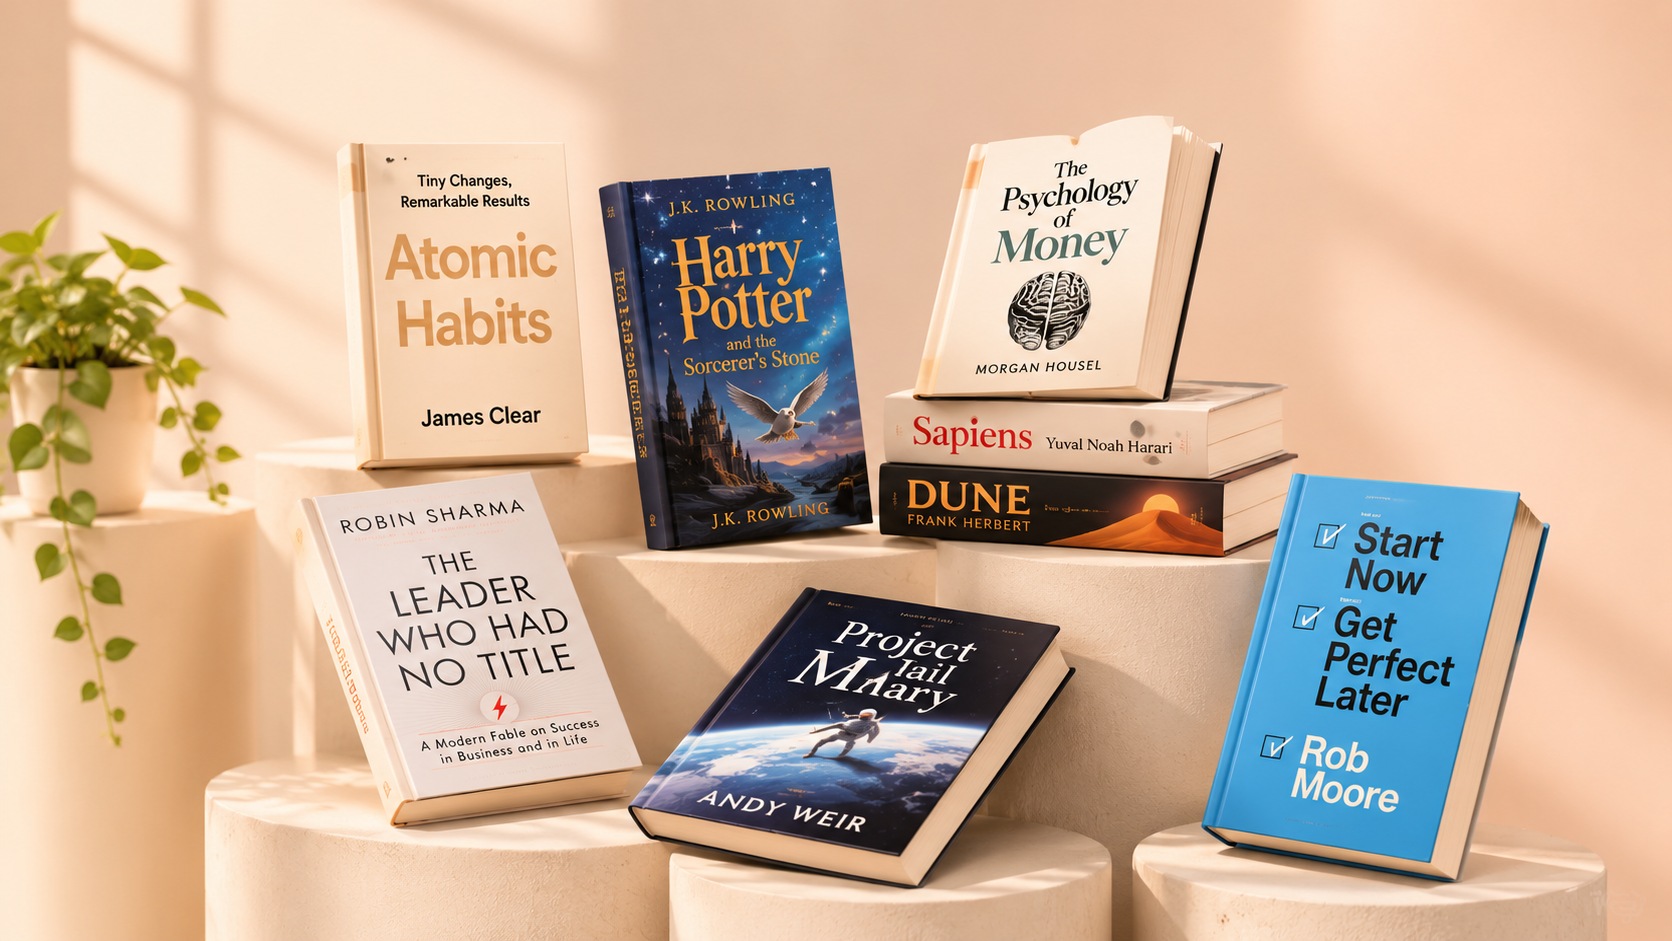 Tiny Changes,
Remarkable Results
Atomic
Habits
James Clear
J.K. ROWLING
Harry
Potter
and the
Sorcerer's Stone
J.K. ROWLING
The
Psychology
of
Money
MORGAN HOUSEL
Sapiens Yuval Noah Harari
DUNE
FRANK HERBERT
ROBIN SHARMA
THE
LEADER
WHO HAD
NO TITLE
A Modern Fable on Success
in Business and in Life
Project
Tail
Mnary
ANDY WEIR
Start
Now
Get
Perfect
Later
Rob
Moore